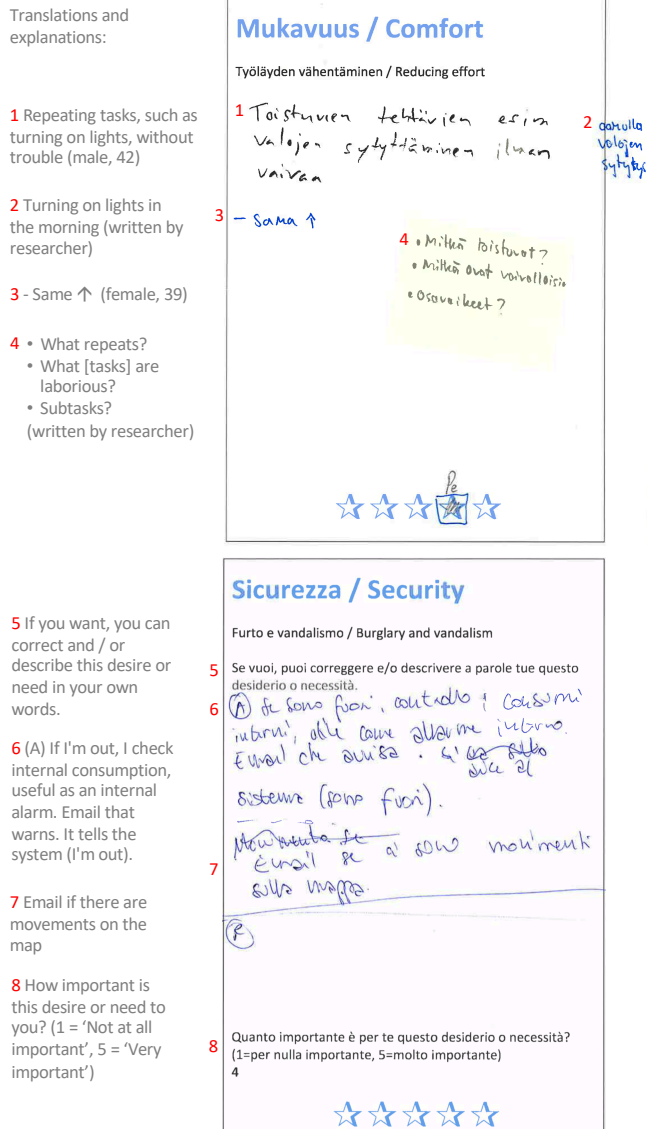 Translations and
explanations:
1 Repeating tasks, such as
turning on lights, without
trouble (male, 42)
2 Turning on lights in
the morning (written by
researcher)
3 - Same ↑ (female, 39)
4 • What repeats?
• What [tasks] are
laborious?
• Subtasks?
(written by researcher)
Mukavuus / Comfort
Työläyden vähentäminen / Reducing effort
1 Toistuvien tehtävien esim
valojen sytyttäminen ilman
vaivaa
2 aamulla
valojen
sytytys
3 - Sama ↑
4 • Mitkä toistuvat?
• Mitkä ovat
• Osavaiheet?
Pe
5 If you want, you can
correct and / or
describe this desire or
need in your own
words.
6 (A) If I'm out, I check
internal consumption,
useful as an internal
alarm. Email that
warns. It tells the
system (I'm out).
7 Email if there are
movements on the
map
8 How important is
this desire or need to
you? (1 = 'Not at all
important', 5 = 'Very
important')
Sicurezza / Security
Furto e vandalismo / Burglary and vandalism
5 Se vuoi, puoi correggere e/o descrivere a parole tue questo
desiderio o necessità.
6 (A) Se sono fuori, controllo i consumi
interni, utile come allarme interno.
Email che avvisa. si
dice al
sistema (sono fuori).
7 Email se ci sono movimenti
sulla mappa.
8 Quanto importante è per te questo desiderio o necessità?
(1=per nulla importante, 5=molto importante)
4